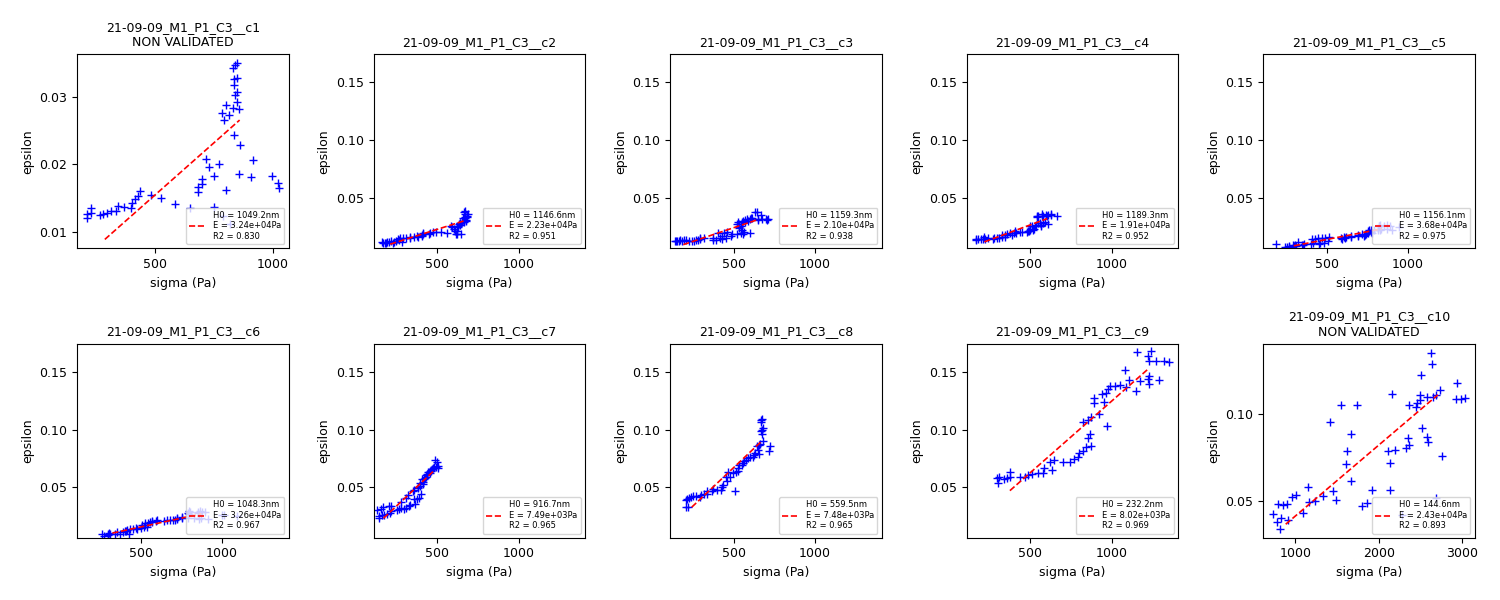 21-09-09_M1_P1_C3__c1
NON VALIDATED
epsilon
0.03
0.02
0.01
500
1000
sigma (Pa)
H0 = 1049.2nm
E = 3.24e+04Pa
R2 = 0.830
21-09-09_M1_P1_C3__c2
epsilon
0.15
0.10
0.05
500
1000
sigma (Pa)
H0 = 1146.6nm
E = 2.23e+04Pa
R2 = 0.951
21-09-09_M1_P1_C3__c3
epsilon
0.15
0.10
0.05
500
1000
sigma (Pa)
H0 = 1159.3nm
E = 2.10e+04Pa
R2 = 0.938
21-09-09_M1_P1_C3__c4
epsilon
0.15
0.10
0.05
500
1000
sigma (Pa)
H0 = 1189.3nm
E = 1.91e+04Pa
R2 = 0.952
21-09-09_M1_P1_C3__c5
epsilon
0.15
0.10
0.05
500
1000
sigma (Pa)
H0 = 1156.1nm
E = 3.68e+04Pa
R2 = 0.975
21-09-09_M1_P1_C3__c6
epsilon
0.15
0.10
0.05
500
1000
sigma (Pa)
H0 = 1048.3nm
E = 3.26e+04Pa
R2 = 0.967
21-09-09_M1_P1_C3__c7
epsilon
0.15
0.10
0.05
500
1000
sigma (Pa)
H0 = 916.7nm
E = 7.49e+03Pa
R2 = 0.965
21-09-09_M1_P1_C3__c8
epsilon
0.15
0.10
0.05
500
1000
sigma (Pa)
H0 = 559.5nm
E = 7.48e+03Pa
R2 = 0.965
21-09-09_M1_P1_C3__c9
epsilon
0.15
0.10
0.05
500
1000
sigma (Pa)
H0 = 232.2nm
E = 8.02e+03Pa
R2 = 0.969
21-09-09_M1_P1_C3__c10
NON VALIDATED
epsilon
0.10
0.05
1000
2000
3000
sigma (Pa)
H0 = 144.6nm
E = 2.43e+04Pa
R2 = 0.893